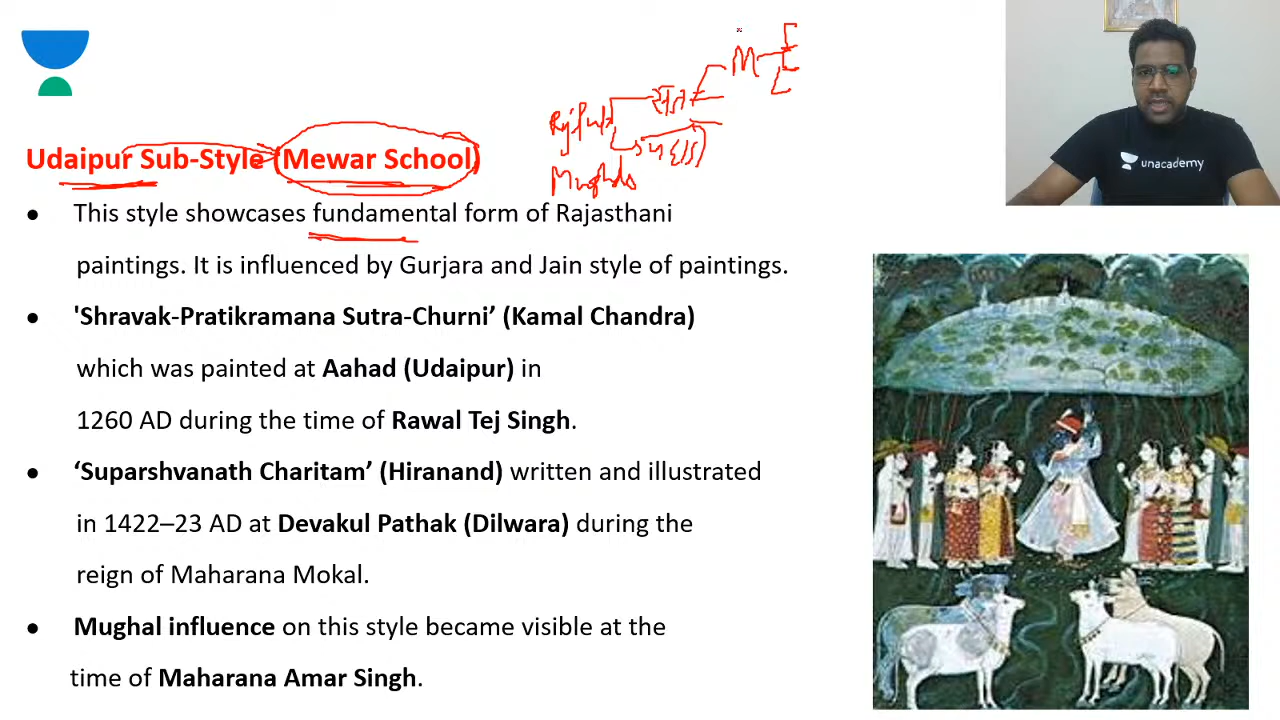 unacademy
Udaipur Sub-Style (Mewar School)
● This style showcases fundamental form of Rajasthani
paintings. It is influenced by Gurjara and Jain style of paintings.
● 'Shravak-Pratikramana Sutra-Churni’ (Kamal Chandra)
which was painted at Aahad (Udaipur) in
1260 AD during the time of Rawal Tej Singh.
● ‘Suparshvanath Charitam’ (Hiranand) written and illustrated
in 1422–23 AD at Devakul Pathak (Dilwara) during the
reign of Maharana Mokal.
● Mughal influence on this style became visible at the
time of Maharana Amar Singh.